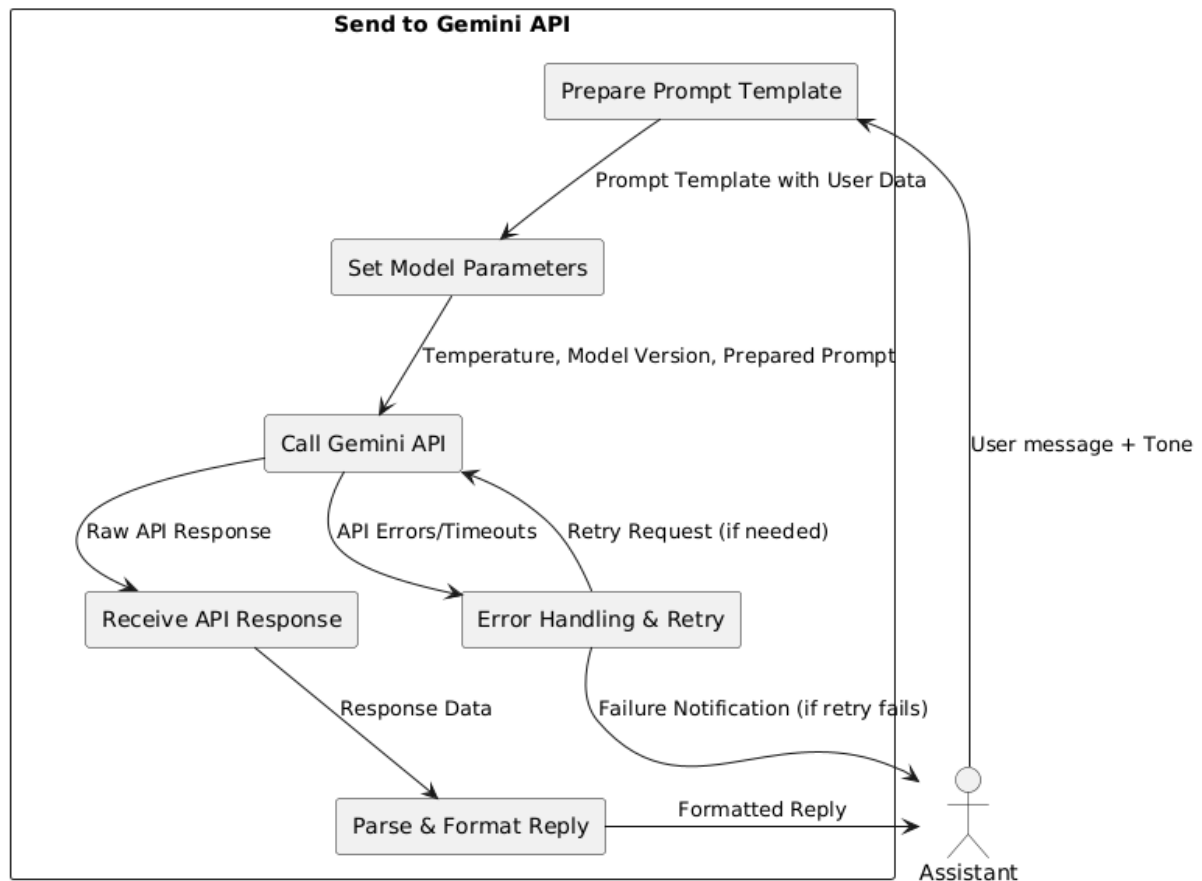 Send to Gemini API
Prepare Prompt Template
Prompt Template with User Data
Set Model Parameters
Temperature, Model Version, Prepared Prompt
Call Gemini API
User message + Tone
Raw API Response
API Errors/Timeouts
Retry Request (if needed)
Receive API Response
Error Handling & Retry
Response Data
Failure Notification (if retry fails)
Parse & Format Reply
Formatted Reply
Assistant